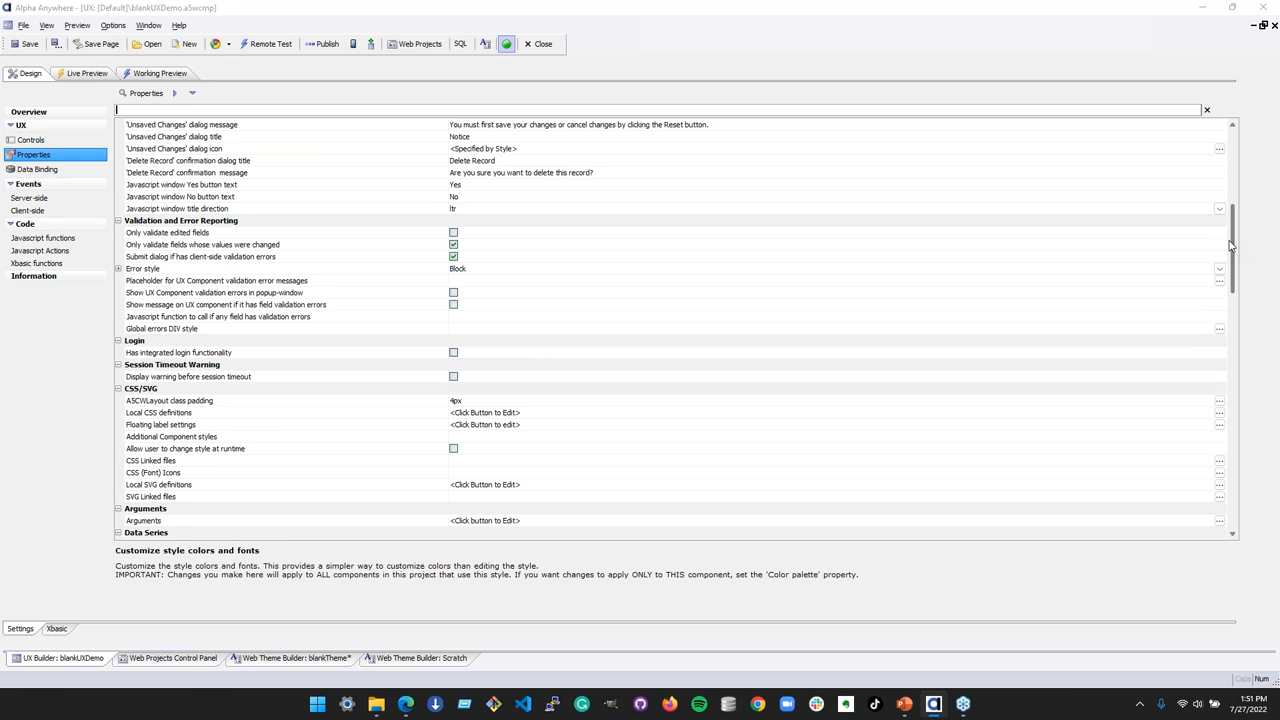 Alpha Anywhere - [UX: [Default]\blankUXDemo.a5wcmp]
File View Preview Options Window Help
Save Save Page Open New Remote Test Publish Web Projects SQL Close
Design Live Preview Working Preview
Overview
UX
Controls
Properties
Data Binding
Events
Server-side
Client-side
Code
Javascript functions
Javascript Actions
Xbasic functions
Information
Properties
'Unsaved Changes' dialog message You must first save your changes or cancel changes by clicking the Reset button.
'Unsaved Changes' dialog title Notice
'Unsaved Changes' dialog icon <Specified by Style>
'Delete Record' confirmation dialog title Delete Record
'Delete Record' confirmation message Are you sure you want to delete this record?
Javascript window Yes button text Yes
Javascript window No button text No
Javascript window title direction ltr
Validation and Error Reporting
Only validate edited fields
Only validate fields whose values were changed
Submit dialog if has client-side validation errors
Error style Block
Placeholder for UX Component validation error messages
Show UX Component validation errors in popup-window
Show message on UX component if it has field validation errors
Javascript function to call if any field has validation errors
Global errors DIV style
Login
Has integrated login functionality
Session Timeout Warning
Display warning before session timeout
CSS/SVG
A5CWLayout class padding 4px
Local CSS definitions <Click Button to Edit>
Floating label settings <Click Button to edit>
Additional Component styles
Allow user to change style at runtime
CSS Linked files
CSS (Font) Icons
Local SVG definitions <Click Button to Edit>
SVG Linked files
Arguments
Arguments <Click button to Edit>
Data Series
Customize style colors and fonts
Customize the style colors and fonts. This provides a simpler way to customize colors than editing the style.
IMPORTANT: Changes you make here will apply to ALL components in this project that use this style. If you want changes to apply ONLY to THIS component, set the 'Color palette' property.
Settings Xbasic
UX Builder: blankUXDemo Web Projects Control Panel Web Theme Builder: blankTheme* Web Theme Builder: Scratch
Caps Num
1:51 PM
7/27/2022